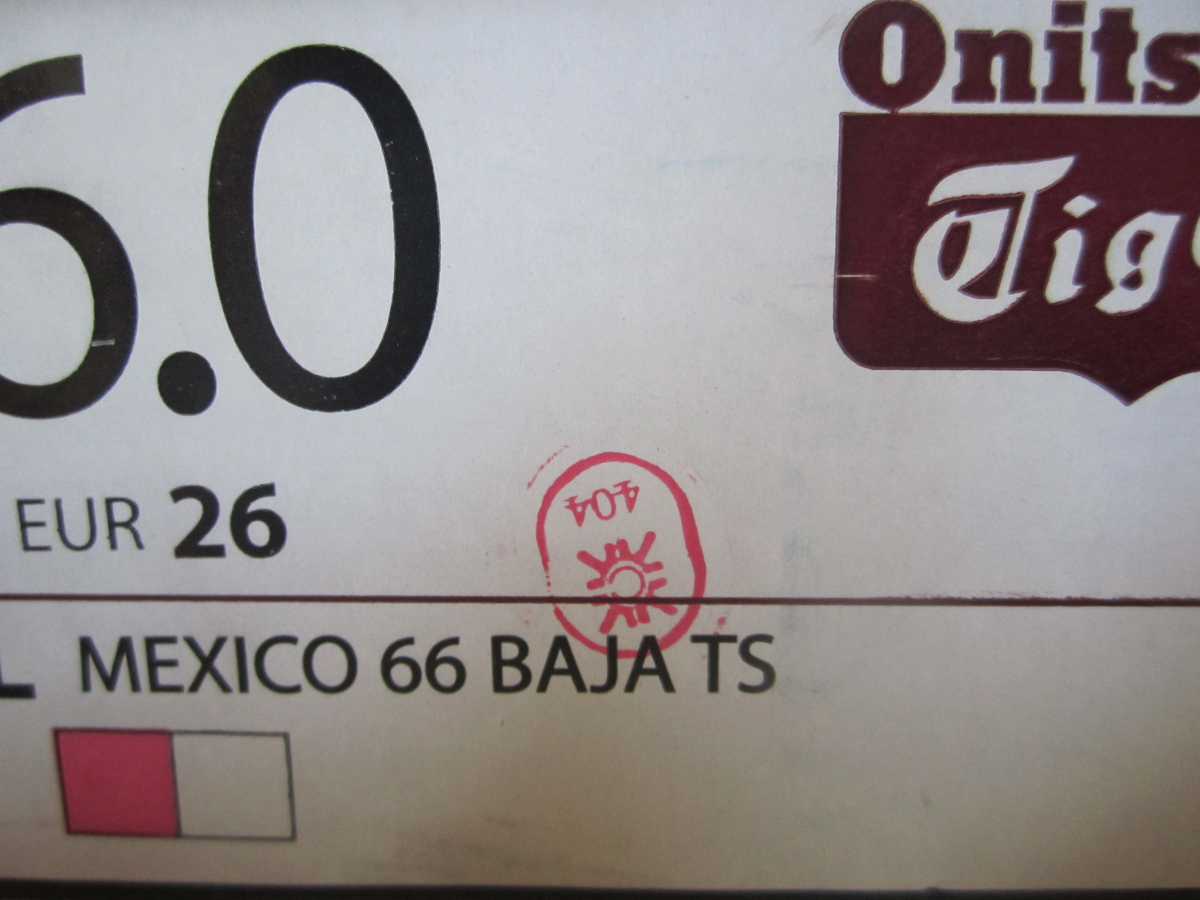 6.0
Onits
Tig
EUR 26
404
L MEXICO 66 BAJA TS